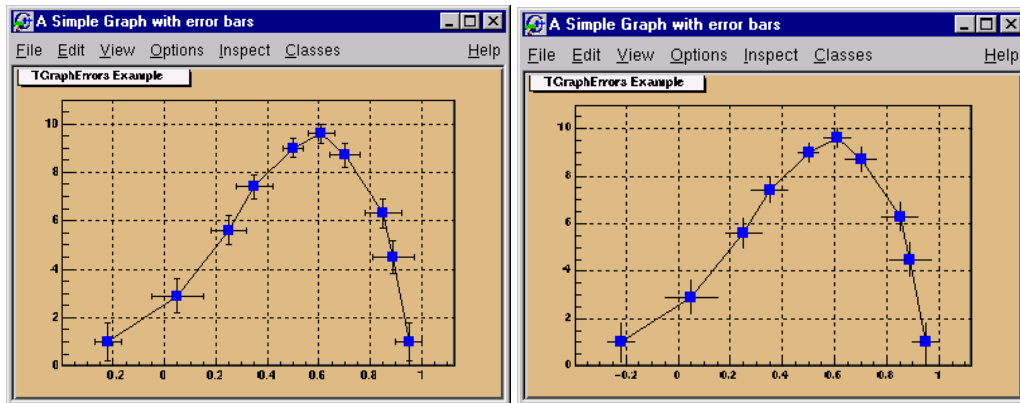 A Simple Graph with error bars
File Edit View Options Inspect Classes Help
TGraphErrors Example
10
8
6
4
2
0
0.2 0 0.2 0.4 0.6 0.8 1
A Simple Graph with error bars
File Edit View Options Inspect Classes Help
TGraphErrors Example
10
8
6
4
2
0
-0.2 0 0.2 0.4 0.6 0.8 1